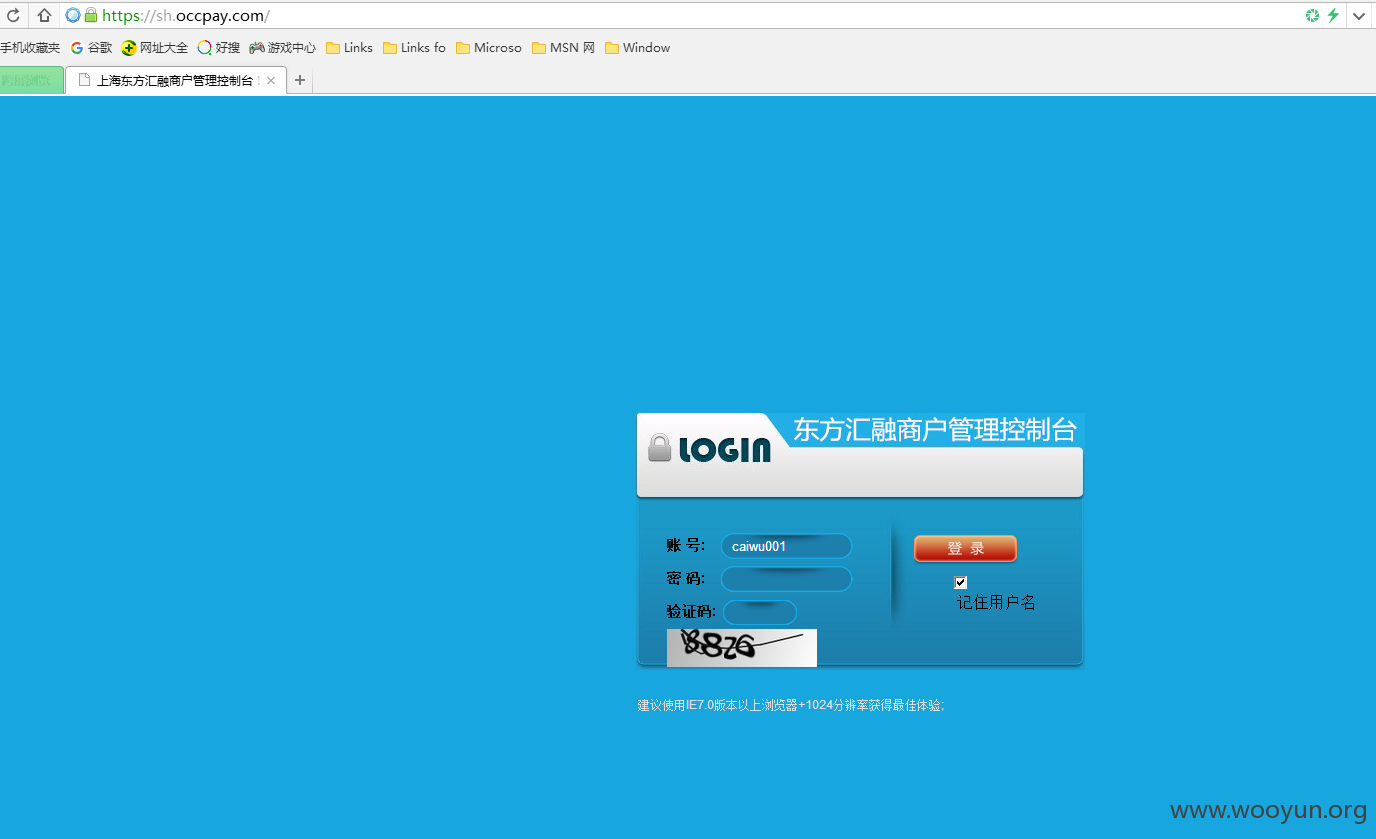 https://sh.occpay.com/
手机收藏夹 谷歌 网址大全 好搜 游戏中心 Links Links fo Microso MSN 网 Window
上海东方汇融商户管理控制台
LOGIN 东方汇融商户管理控制台
账 号: caiwu001 登 录
密 码:
记住用户名
验证码:
8826
建议使用IE7.0版本以上浏览器+1024分辨率获得最佳体验;
www.wooyun.org